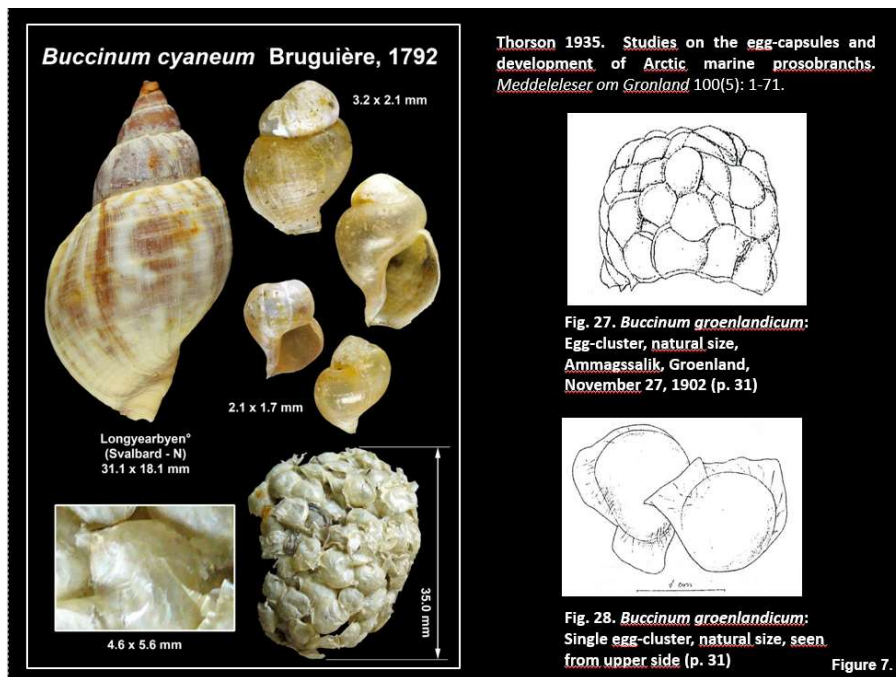 Buccinum cyaneum Bruguière, 1792
3.2 x 2.1 mm
2.1 x 1.7 mm
Longyearbyen°
(Svalbard - N)
31.1 x 18.1 mm
35.0 mm
4.6 x 5.6 mm
Thorson 1935. Studies on the egg-capsules and
development of Arctic marine prosobranchs.
Meddeleleser om Gronland 100(5): 1-71.
Fig. 27. Buccinum groenlandicum:
Egg-cluster, natural size,
Ammagssalik, Groenland,
November 27, 1902 (p. 31)
Fig. 28. Buccinum groenlandicum:
Single egg-cluster, natural size, seen
from upper side (p. 31)
Figure 7.